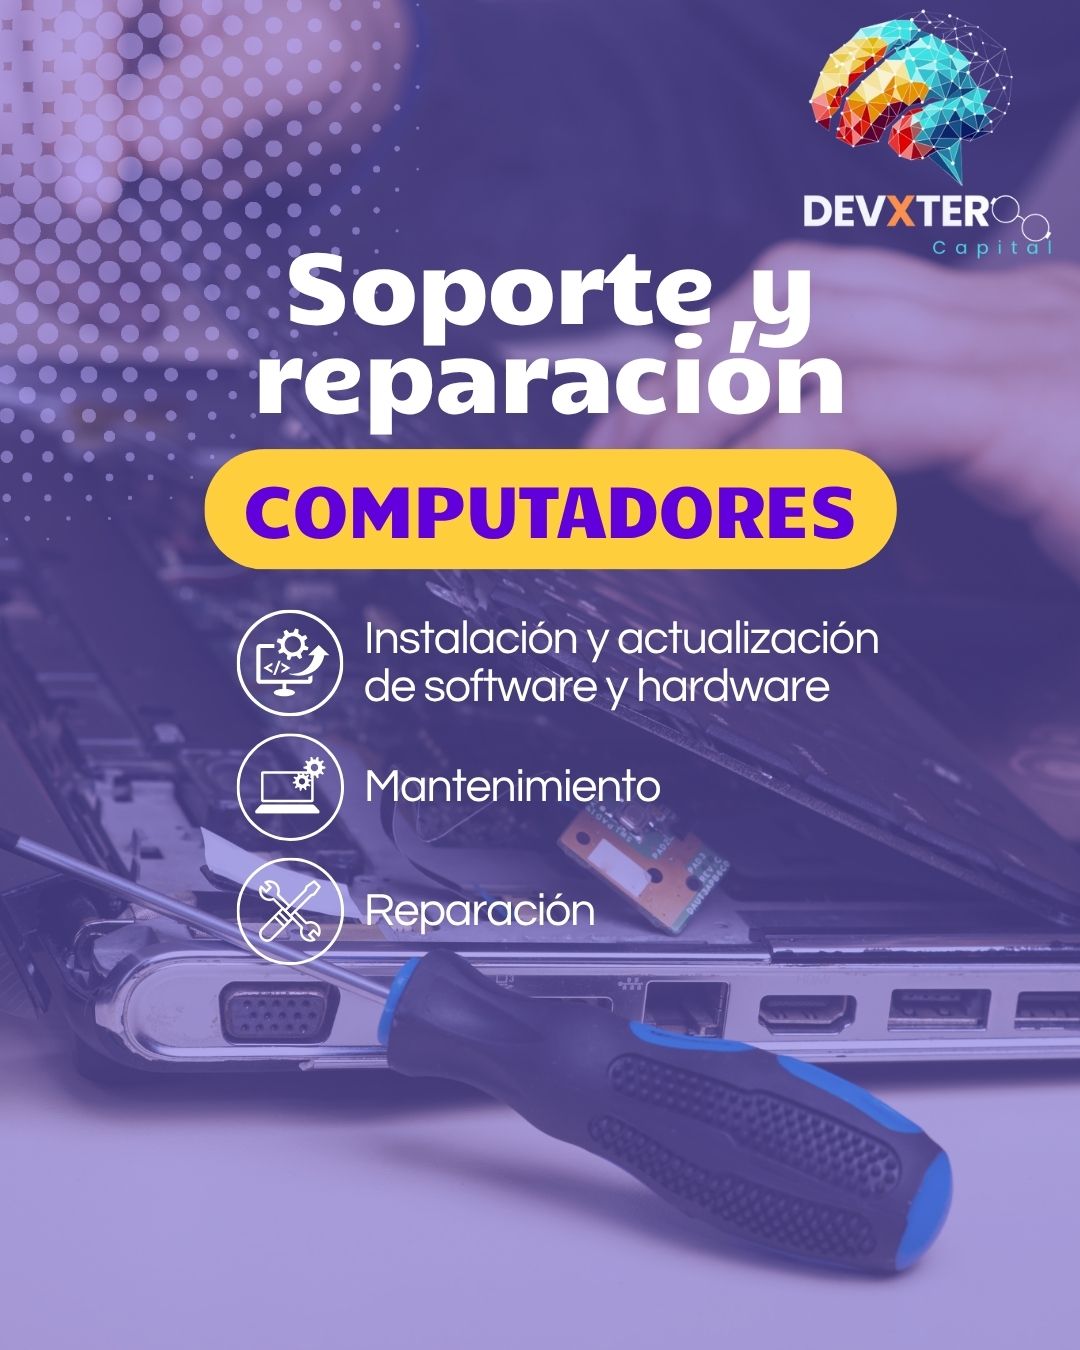 DEVXTER
Capital
Soporte y
reparación
COMPUTADORES
Instalación y actualización
de software y hardware
</>
Mantenimiento
Reparación